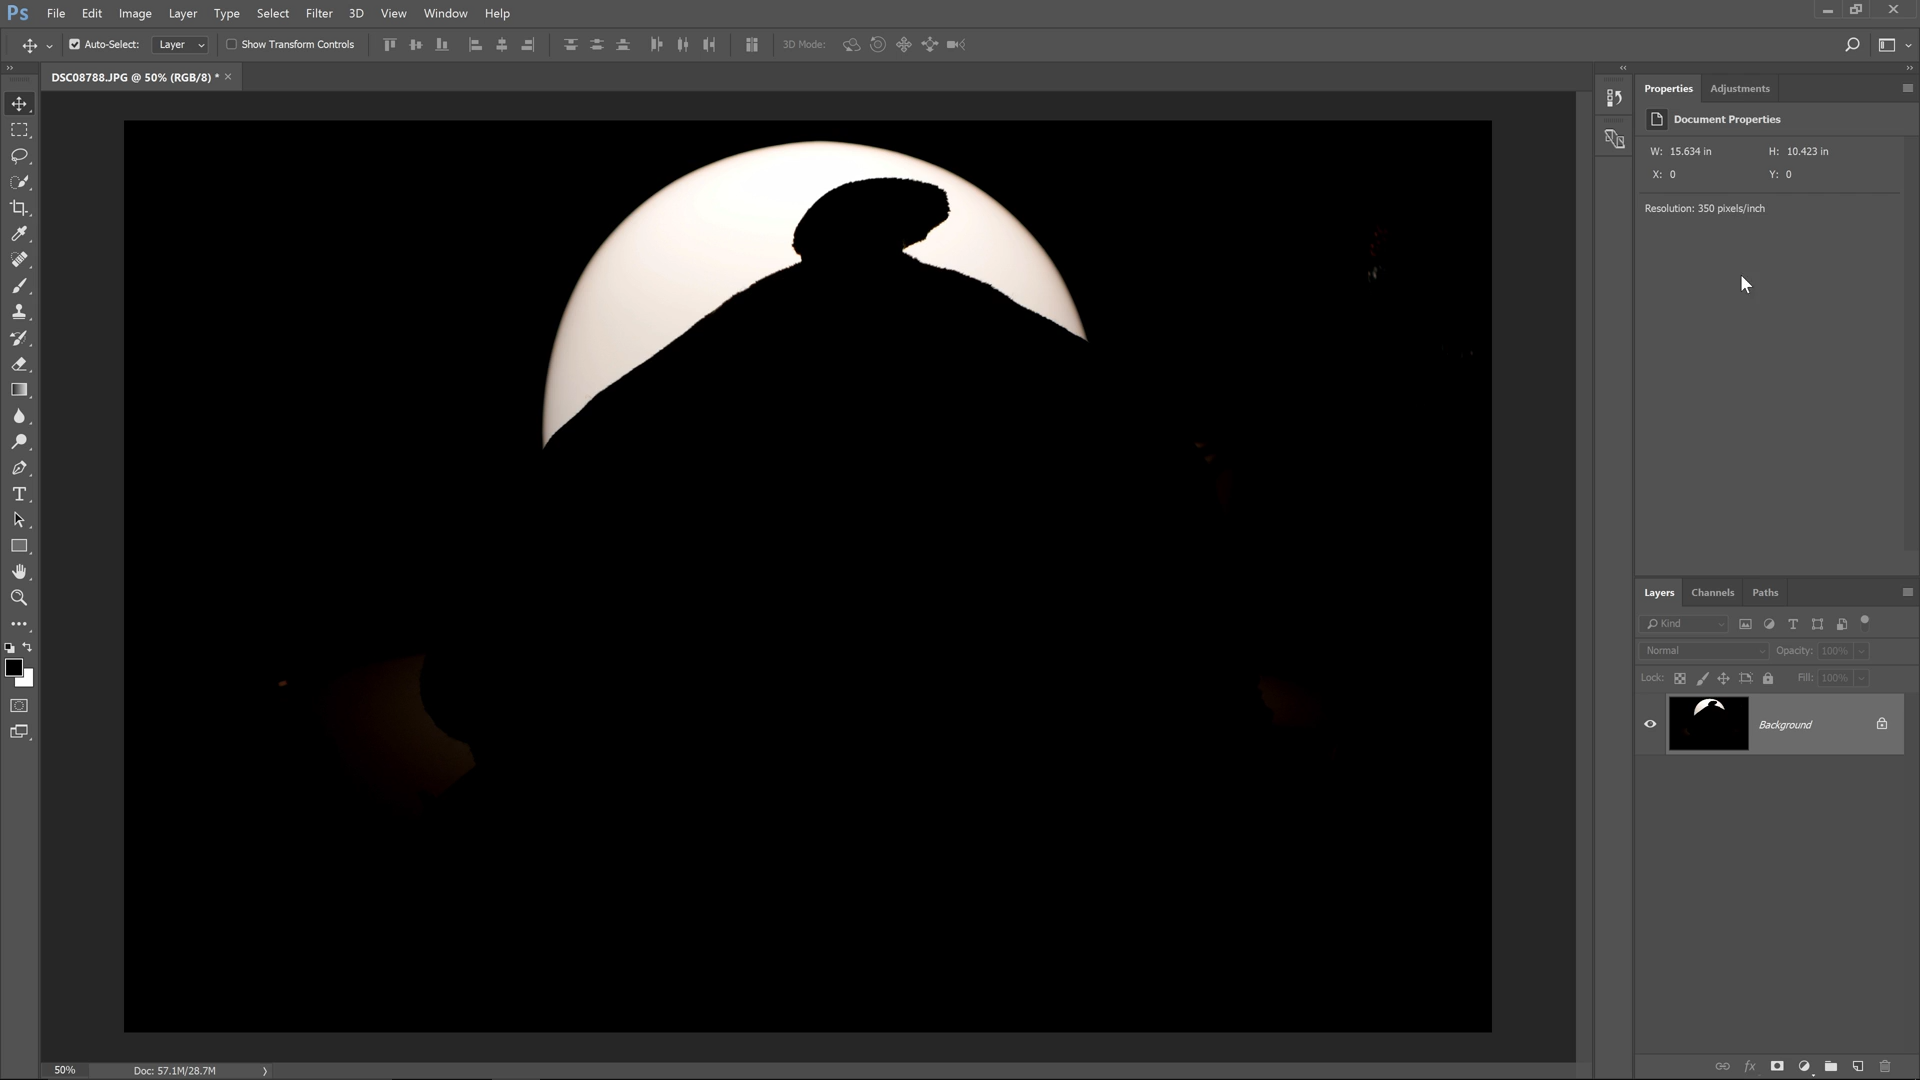 Ps File Edit Image Layer Type Select Filter 3D View Window Help
Auto-Select: Layer Show Transform Controls 3D Mode:
DSC08788.JPG @ 50% (RGB/8) * ×
Properties Adjustments
Document Properties
W: 15.634 in H: 10.423 in
X: 0 Y: 0
Resolution: 350 pixels/inch
Layers Channels Paths
Kind
Normal Opacity: 100%
Lock: Fill: 100%
Background
50% Doc: 57.1M/28.7M